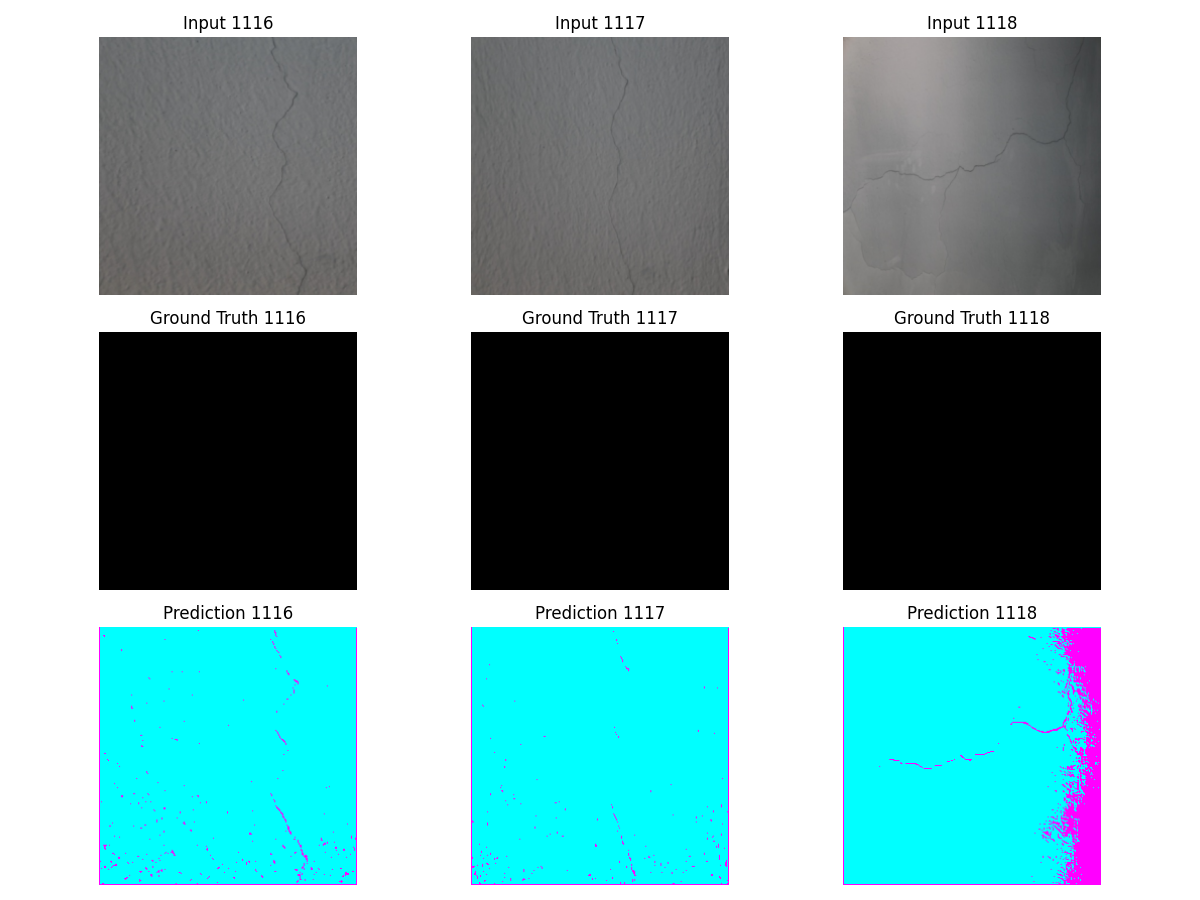 Input 1116
Input 1117
Input 1118
Ground Truth 1116
Ground Truth 1117
Ground Truth 1118
Prediction 1116
Prediction 1117
Prediction 1118